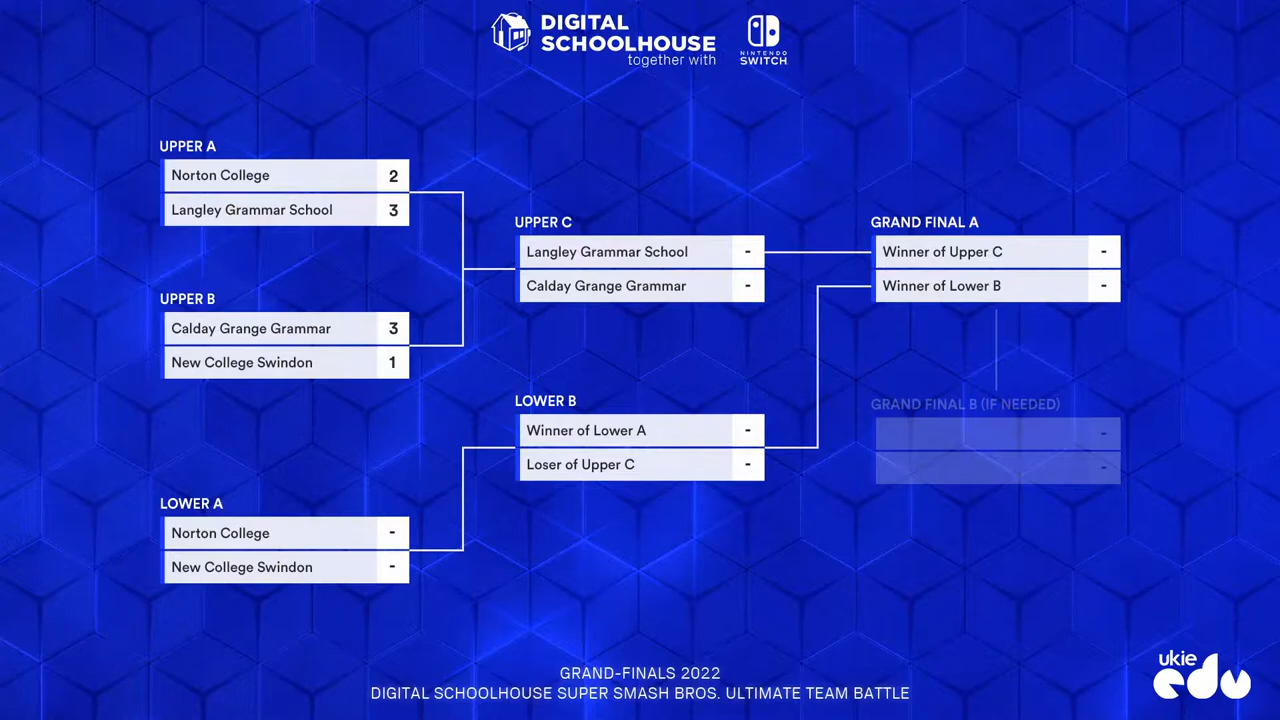 DIGITAL
SCHOOLHOUSE
together with
NINTENDO
SWITCH
UPPER A
Norton College 2
Langley Grammar School 3
UPPER B
Calday Grange Grammar 3
New College Swindon 1
LOWER A
Norton College -
New College Swindon -
UPPER C
Langley Grammar School -
Calday Grange Grammar -
LOWER B
Winner of Lower A -
Loser of Upper C -
GRAND FINAL A
Winner of Upper C -
Winner of Lower B -
GRAND FINAL B (IF NEEDED)
-
-
GRAND-FINALS 2022
DIGITAL SCHOOLHOUSE SUPER SMASH BROS. ULTIMATE TEAM BATTLE
ukie
edu